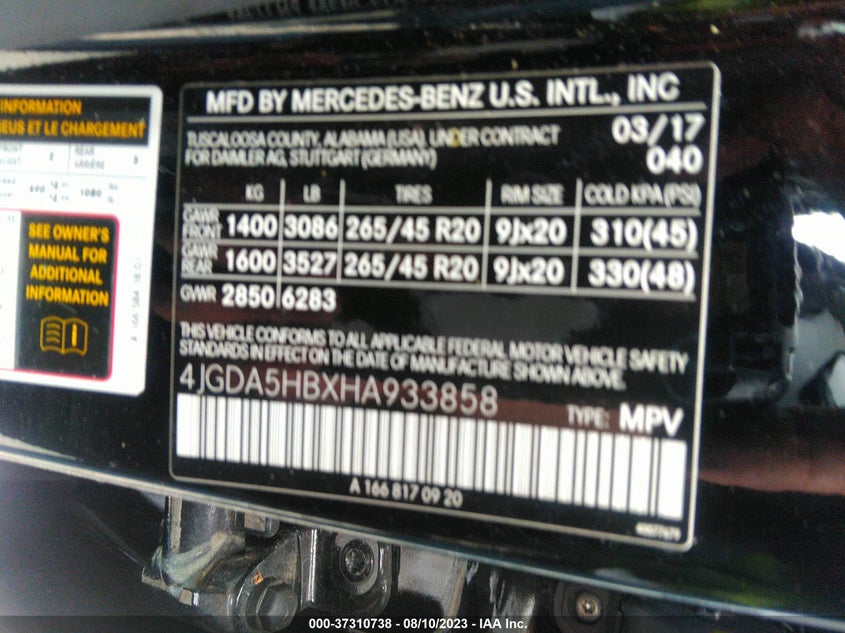 INFORMATION
NEUS ET LE CHARGEMENT
FRONT
REAR
ARRIÈRE
SEE OWNER'S
MANUAL FOR
ADDITIONAL
INFORMATION
MFD BY MERCEDES-BENZ U.S. INTL., INC
TUSCALOOSA COUNTY, ALABAMA (USA), UNDER CONTRACT 03/17
FOR DAIMLER AG, STUTTGART (GERMANY) 040
KG LB TIRES RIM SIZE COLD KPA (PSI)
GAWR FRONT 1400 3086 265/45 R20 9Jx20 310(45)
GAWR REAR 1600 3527 265/45 R20 9Jx20 330(48)
GVWR 2850 6283
THIS VEHICLE CONFORMS TO ALL APPLICABLE FEDERAL MOTOR VEHICLE SAFETY
STANDARDS IN EFFECT ON THE DATE OF MANUFACTURE SHOWN ABOVE.
4JGDA5HBXHA933858
TYPE: MPV
A 166 817 09 20
000-37310738 - 08/10/2023 - IAA Inc.